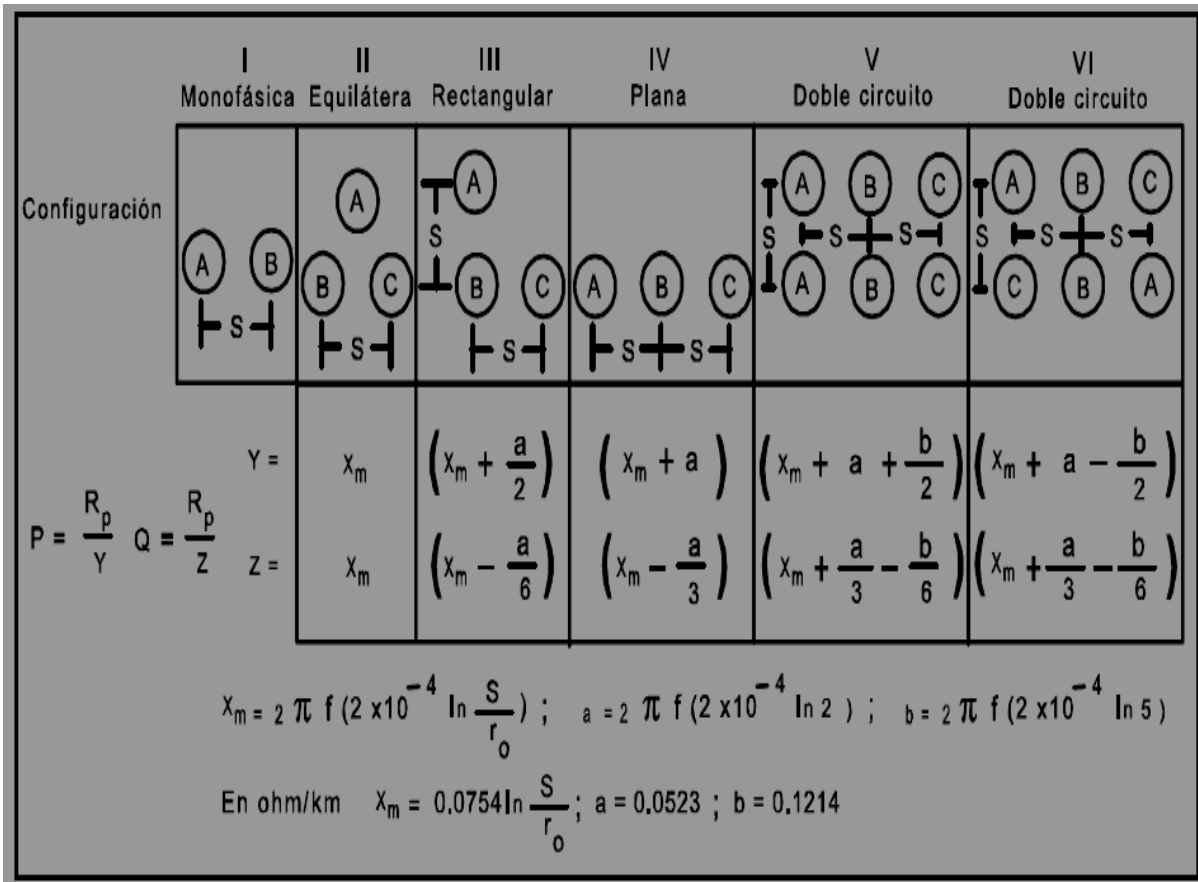 I II III IV V VI
Monofásica Equilátera Rectangular Plana Doble circuito Doble circuito
Configuración
A B S
A B C S
A S B C S
A B C S S
A B C S S S A B C
A B C S S S C B A
Y = Xm (Xm + a/2) (Xm + a) (Xm + a + b/2) (Xm + a - b/2)
P = Rp/Y Q = Rp/Z
Z = Xm (Xm - a/6) (Xm - a/3) (Xm + a/3 - b/6) (Xm + a/3 - b/6)
Xm = 2 π f (2 x10^-4 ln S/ro) ; a = 2 π f (2 x10^-4 ln 2 ) ; b = 2 π f (2 x10^-4 ln 5 )
En ohm/km Xm = 0.0754ln S/ro ; a = 0.0523 ; b = 0.1214